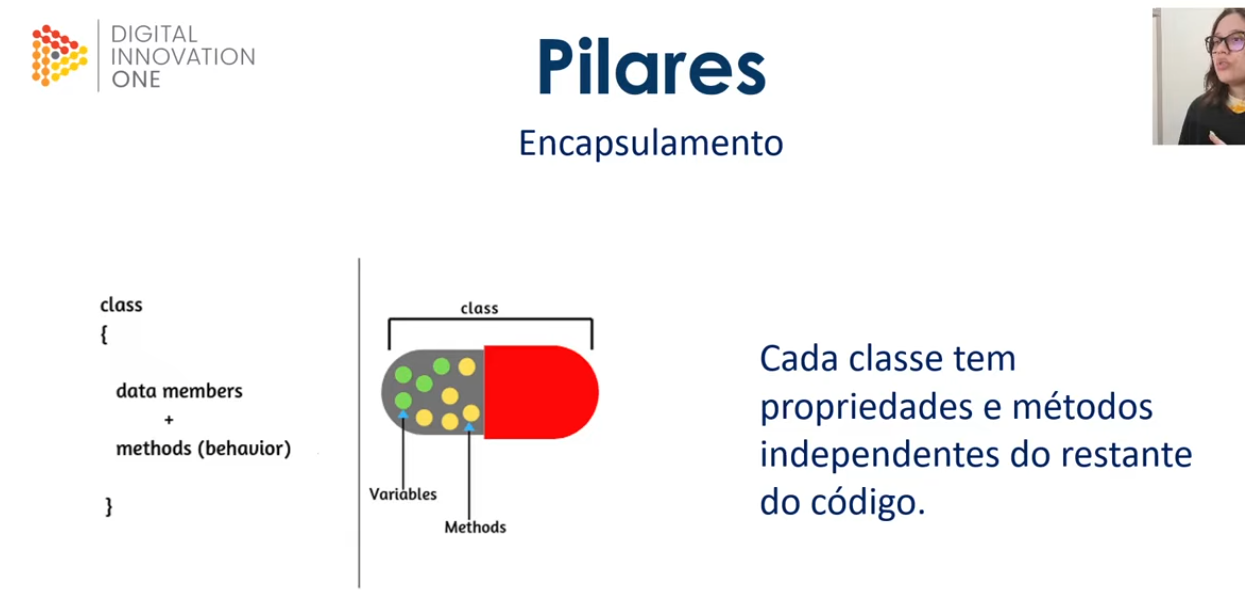 DIGITAL
INNOVATION
ONE
Pilares
Encapsulamento
class
{
data members
+
methods (behavior)
}
class
Variables
Methods
Cada classe tem
propriedades e métodos
independentes do restante
do código.